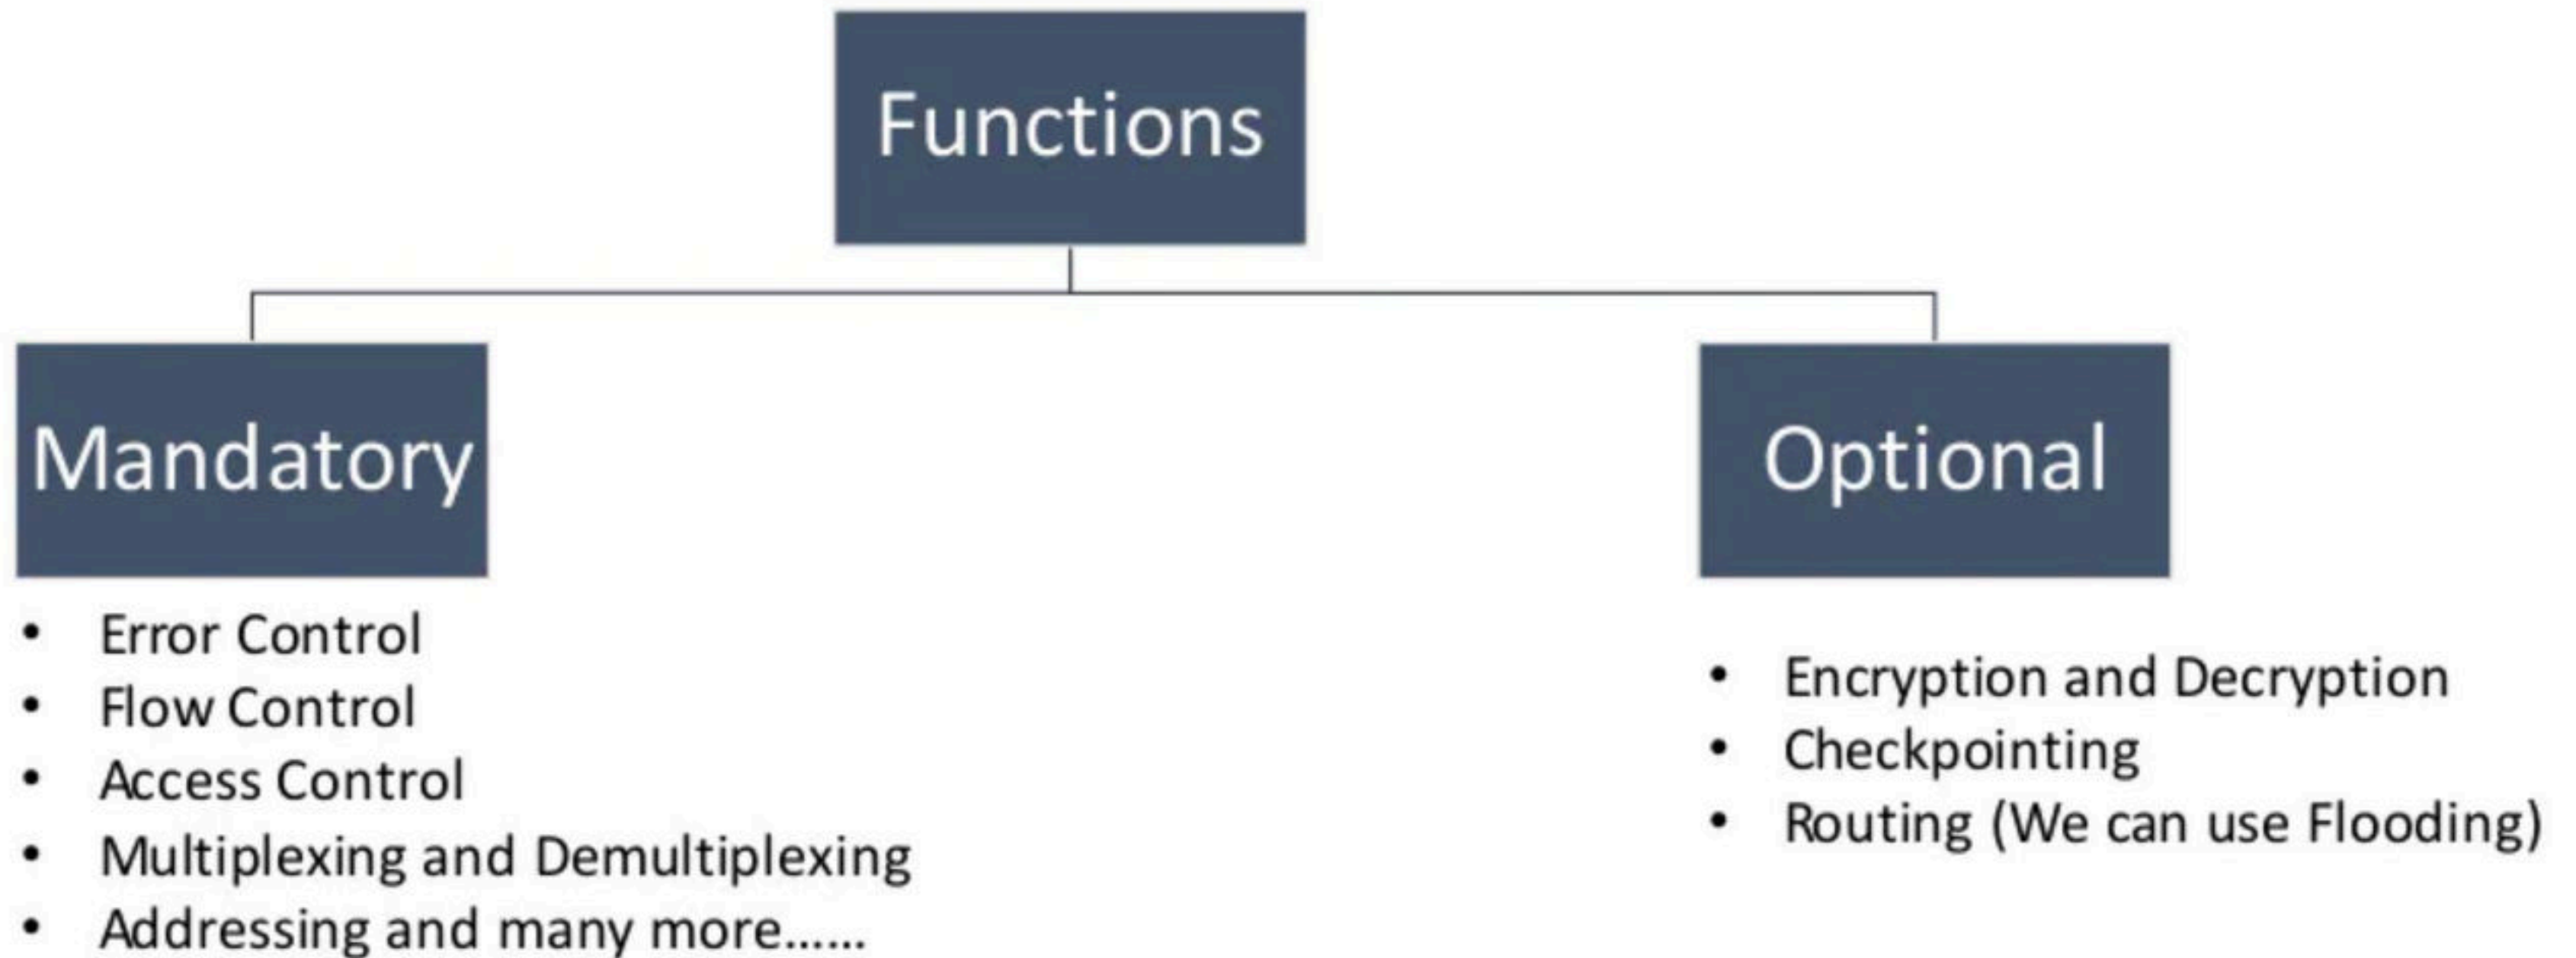 Functions
Mandatory
• Error Control
• Flow Control
• Access Control
• Multiplexing and Demultiplexing
• Addressing and many more......
Optional
• Encryption and Decryption
• Checkpointing
• Routing (We can use Flooding)